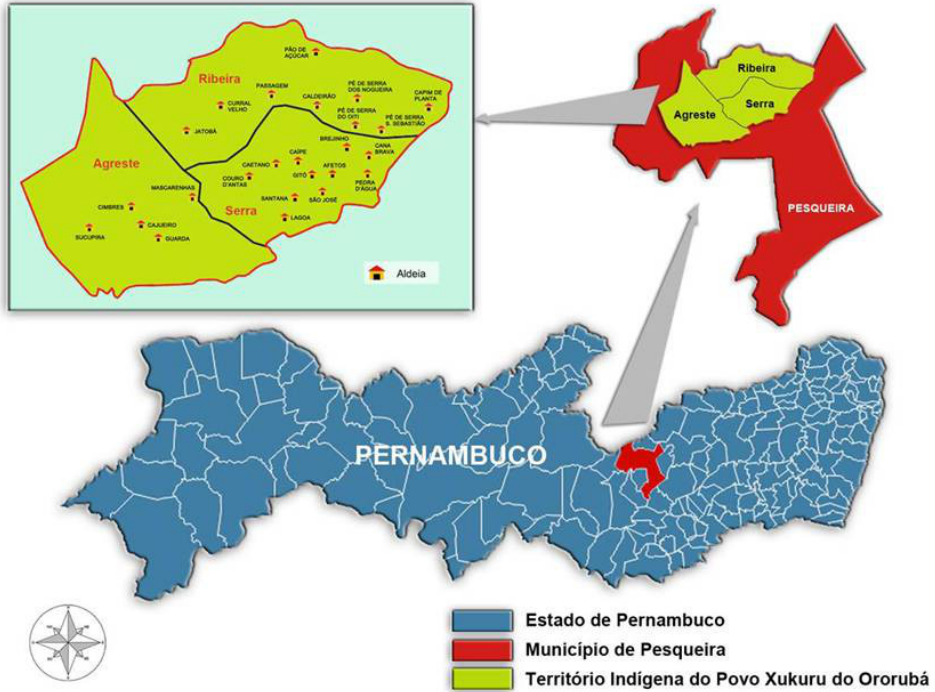 PÃO DE
AÇÚCAR
Ribeira
PASSAGEM
CALDEIRÃO
PÉ DE SERRA
DOS NOGUEIRA
CAPIM DE
PLANTA
CURRAL
VELHO
PÉ DE SERRA
DO OITI
PÉ DE SERRA
S. SEBASTIÃO
JATOBÁ
BREJINHO
CANA
BRAVA
Agreste
CAETANO
CAÍPE
COURO
D'ANTAS
GITÓ
AFETOS
PEDRA
D'ÁGUA
MASCARENHAS
SANTANA
SÃO JOSÉ
CIMBRES
Serra
LAGOA
SUCUPIRA
CAJUEIRO
GUARDA
Aldeia
Ribeira
Serra
Agreste
PESQUEIRA
PERNAMBUCO
Estado de Pernambuco
Município de Pesqueira
Território Indígena do Povo Xukuru do Ororubá